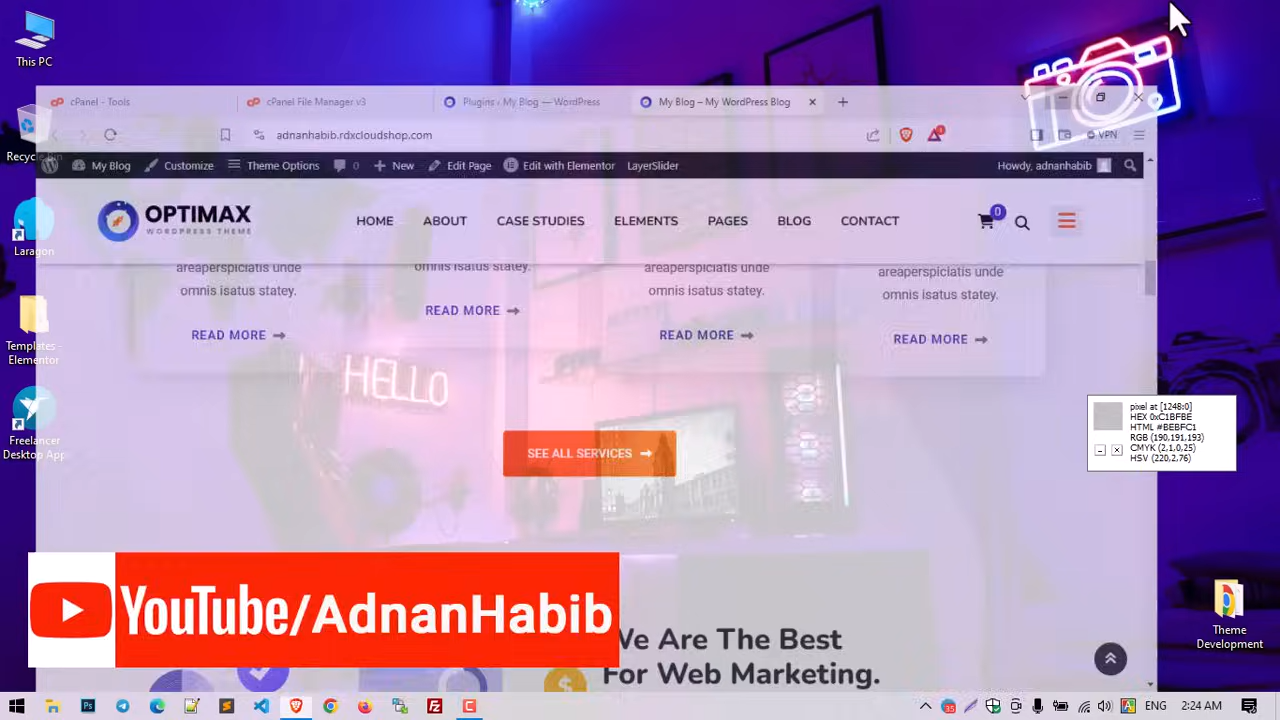 This PC
cPanel - Tools
cPanel File Manager v3
Plugins ‹ My Blog — WordPress
My Blog – My WordPress Blog
adnanhabib.rdxcloudshop.com
VPN
Recycle Bin
My Blog
Customize
Theme Options
0
New
Edit Page
Edit with Elementor
LayerSlider
Howdy, adnanhabib
OPTIMAX
WORDPRESS THEME
HOME
ABOUT
CASE STUDIES
ELEMENTS
PAGES
BLOG
CONTACT
0
Laragon
areaperspiciatis unde
omnis isatus statey.
READ MORE
omnis isatus statey.
READ MORE
areaperspiciatis unde
omnis isatus statey.
READ MORE
areaperspiciatis unde
omnis isatus statey.
READ MORE
Templates -
Elementor
HELLO
pixel at [1248:0]
HEX 0xC1BFBE
HTML #BEBFC1
RGB (190,191,193)
CMYK (2,1,0,25)
HSV (220,2,76)
Freelancer
Desktop App
SEE ALL SERVICES
YouTube/AdnanHabib
We Are The Best
For Web Marketing.
Theme
Development
ENG
2:24 AM